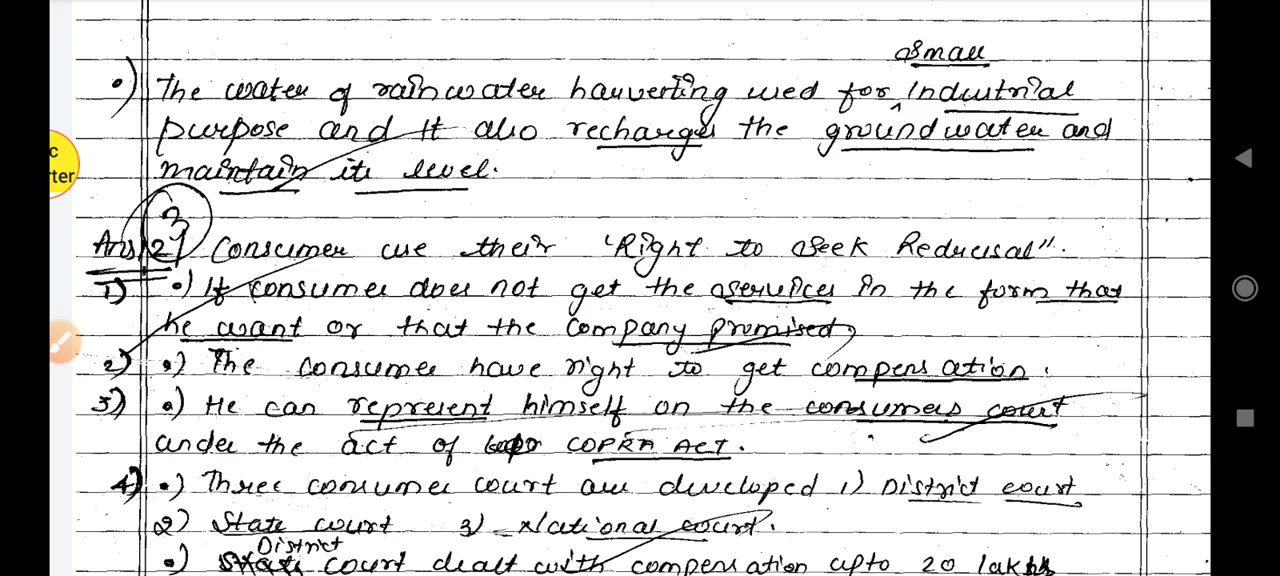 small
•) The water of rainwater harvesting used for ^ Industrial
purpose and it also recharges the groundwater and
maintain its level.
3
Ans 12) Consumer use their "Right to seek Reducisal".
1) •) If consumer does not get the services in the form that
he want or that the company promised,
2) •) The consumer have right to get compensation.
3) •) He can represent himself on the consumers court
under the act of COPRA ACT.
4) •) Three consumer court are developed 1) District court
2) State court 3) National court.
District
•) court dealt with compensation upto 20 lakhs
c
rter